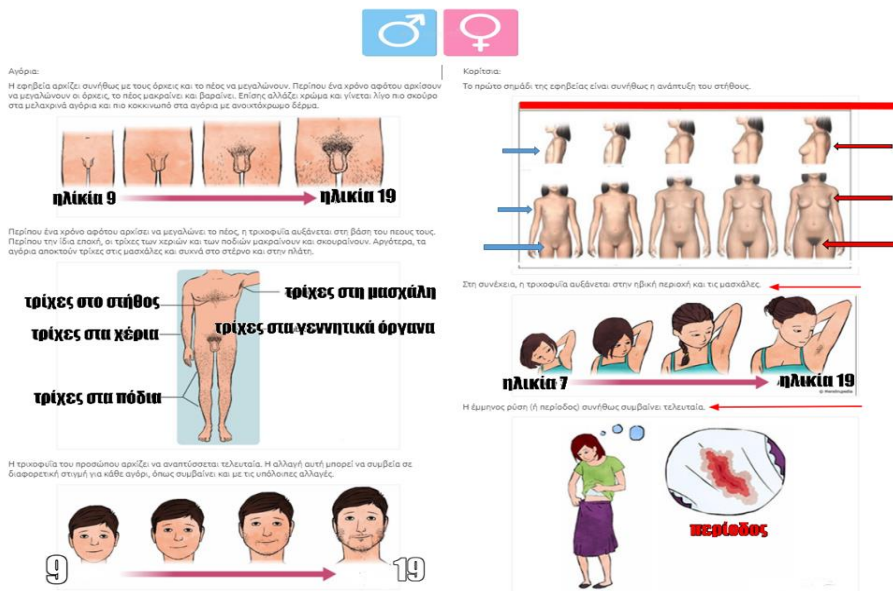 Αγόρια:
Η εφηβεία αρχίζει συνήθως με τους όρχεις και το πέος να μεγαλώνουν. Περίπου ένα χρόνο αφότου αρχίσουν
να μεγαλώνουν οι όρχεις, το πέος μακραίνει και βαραίνει. Επίσης αλλάζει χρώμα και γίνεται λίγο πιο σκούρο
στα μελαχρινά αγόρια και πιο κοκκινωπό στα αγόρια με ανοιχτόχρωμο δέρμα.
ηλίκία 9
ηλικία 19
Περίπου ένα χρόνο αφότου αρχίσει να μεγαλώνει το πέος, η τριχοφυΐα αυξάνεται στη βάση του πεους τους.
Περίπου την ίδια εποχή, οι τρίχες των χεριών και των ποδιών μακραίνουν και σκουραίνουν. Αργότερα, τα
αγόρια αποκτούν τρίχες στις μασχάλες και συχνά στο στέρνο και στην πλάτη.
τρίχες στο στήθος
τρίχες στη μασχάλη
τρίχες στα χέρια
τρίχες στα γεννητικά όργανα
τρίχες στα πόδια
Η τριχοφυΐα του προσώπου αρχίζει να αναπτύσσεται τελευταία. Η αλλαγή αυτή μπορεί να συμβεία σε
διαφορετική στιγμή για κάθε αγόρι, όπως συμβαίνει και με τις υπόλοιπες αλλαγές.
9
19
Κορίτσια:
Το πρώτο σημάδι της εφηβείας είναι συνήθως η ανάπτυξη του στήθους.
Στη συνέχεια, η τριχοφυΐα αυξάνεται στην ηβική περιοχή και τις μασχάλες.
ηλικία 7
ηλικία 19
Η έμμηνος ρύση (ή περίοδος) συνήθως συμβαίνει τελευταία.
περίοδος